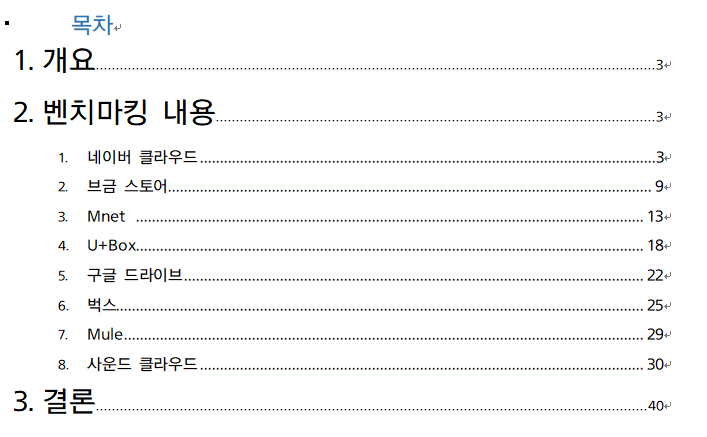 목차
1. 개요 3
2. 벤치마킹 내용 3
1. 네이버 클라우드 3
2. 브금 스토어 9
3. Mnet 13
4. U+Box 18
5. 구글 드라이브 22
6. 벅스 25
7. Mule 29
8. 사운드 클라우드 30
3. 결론 40